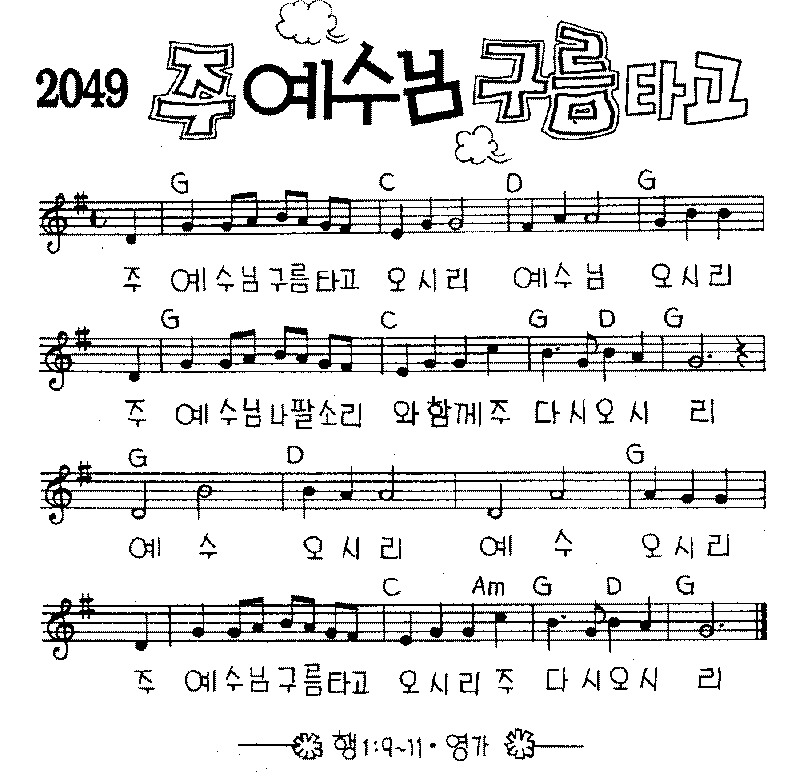 2049 주 예수님 구름타고
G C D G
주 예수님구름타고 오시리 예수님 오시리
G C G D G
주 예수님나팔소리 와함께주 다시오시 리
G D G
예 수 오시리 예 수 오시리
C Am G D G
주 예수님구름타고 오시리 주 다시오시 리
행1:9~11·영가